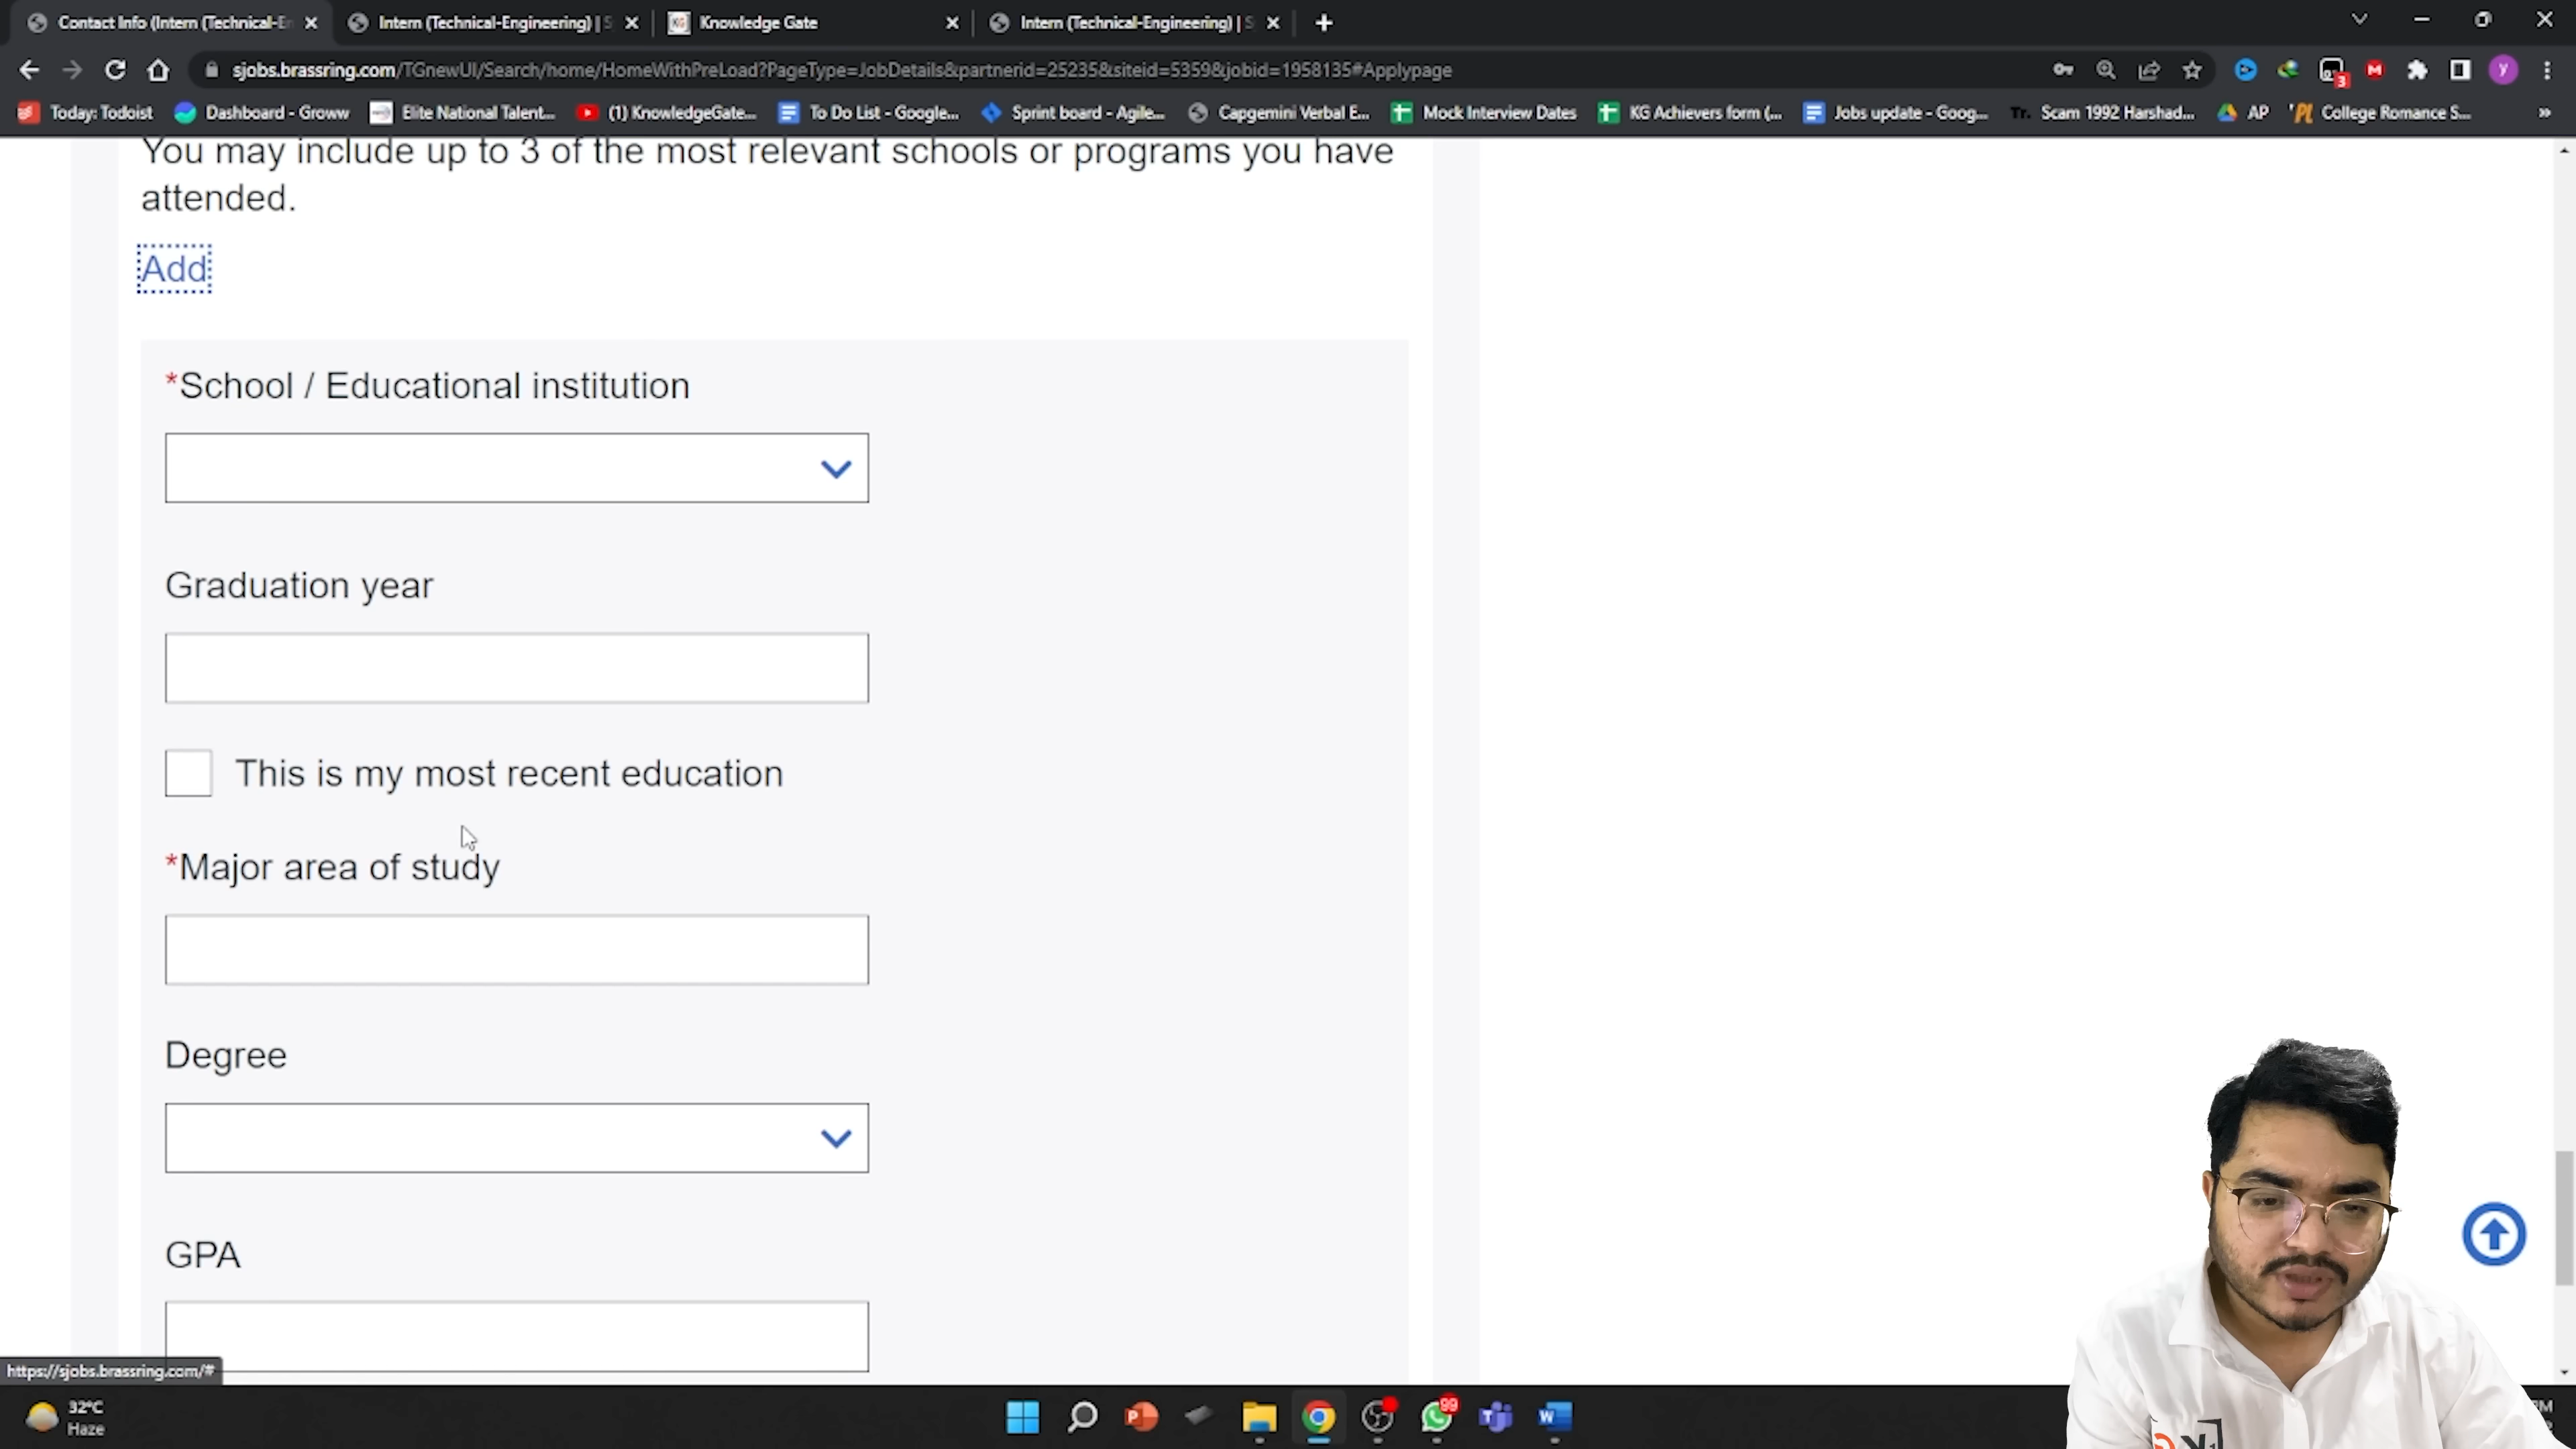 Contact Info (Intern (Technical-En
Intern (Technical-Engineering) | S
Knowledge Gate
Intern (Technical-Engineering) | S
sjobs.brassring.com/TGnewUI/Search/home/HomeWithPreLoad?PageType=JobDetails&partnerid=25235&siteid=5359&jobid=1958135#Applypage
3
M
y
Today: Todoist
Dashboard - Groww
Elite National Talent...
(1) KnowledgeGate...
To Do List - Google...
Sprint board - Agile...
Capgemini Verbal E...
Mock Interview Dates
KG Achievers form (...
Jobs update - Goog...
Tr. Scam 1992 Harshad...
AP
College Romance S...
»
You may include up to 3 of the most relevant schools or programs you have
attended.
Add
*School / Educational institution
Graduation year
This is my most recent education
*Major area of study
Degree
GPA
https://sjobs.brassring.com/#
32°C
Haze
99